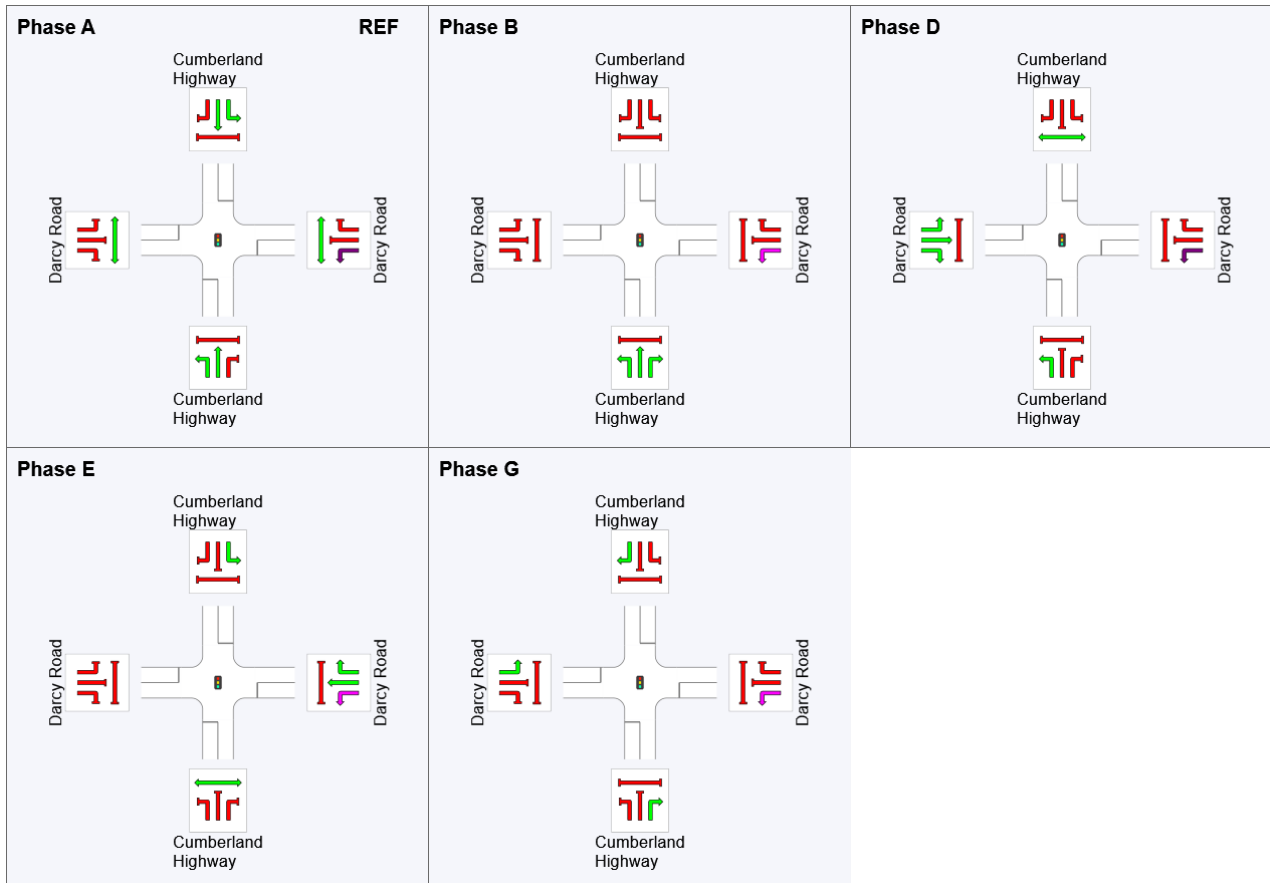 Phase A
REF
Cumberland
Highway
Darcy Road
Darcy Road
Cumberland
Highway
Phase B
Cumberland
Highway
Darcy Road
Darcy Road
Cumberland
Highway
Phase D
Cumberland
Highway
Darcy Road
Darcy Road
Cumberland
Highway
Phase E
Cumberland
Highway
Darcy Road
Darcy Road
Cumberland
Highway
Phase G
Cumberland
Highway
Darcy Road
Darcy Road
Cumberland
Highway